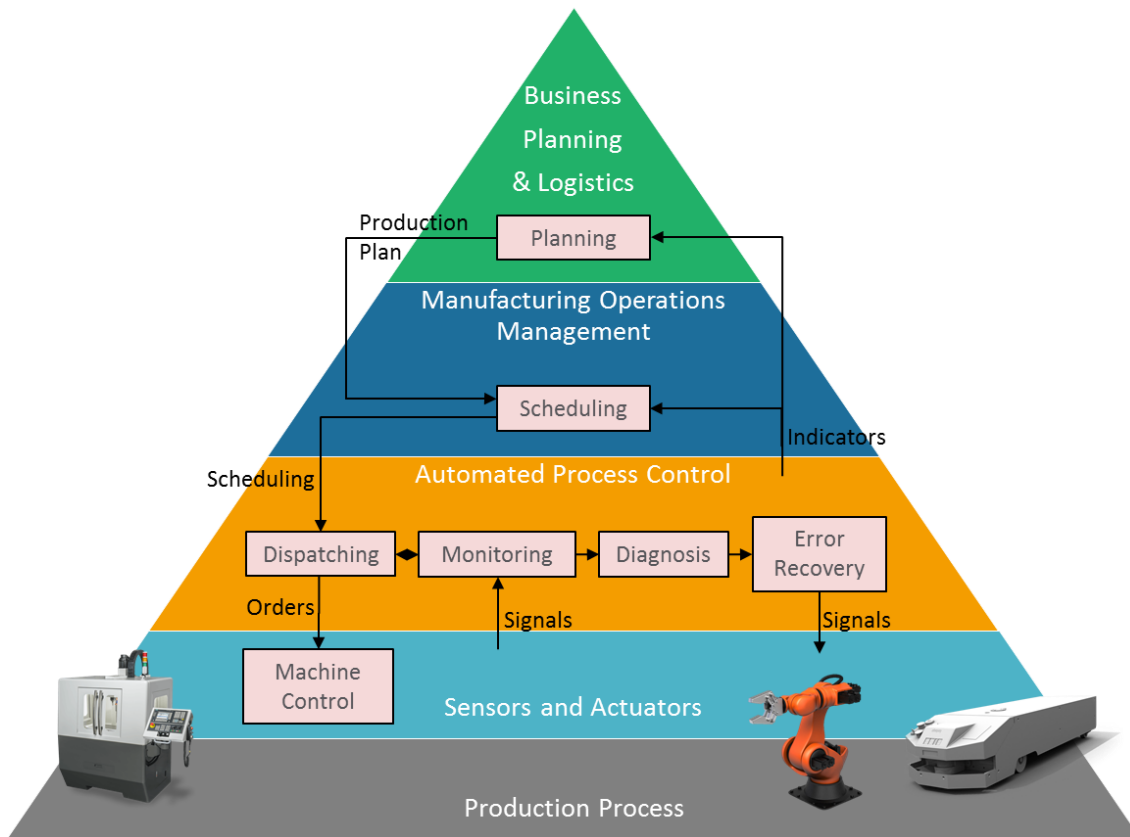 Business
Planning
& Logistics
Production
Plan
Planning
Manufacturing Operations
Management
Scheduling
Indicators
Scheduling
Automated Process Control
Dispatching
Monitoring
Diagnosis
Error
Recovery
Orders
Signals
Signals
Machine
Control
Sensors and Actuators
Production Process